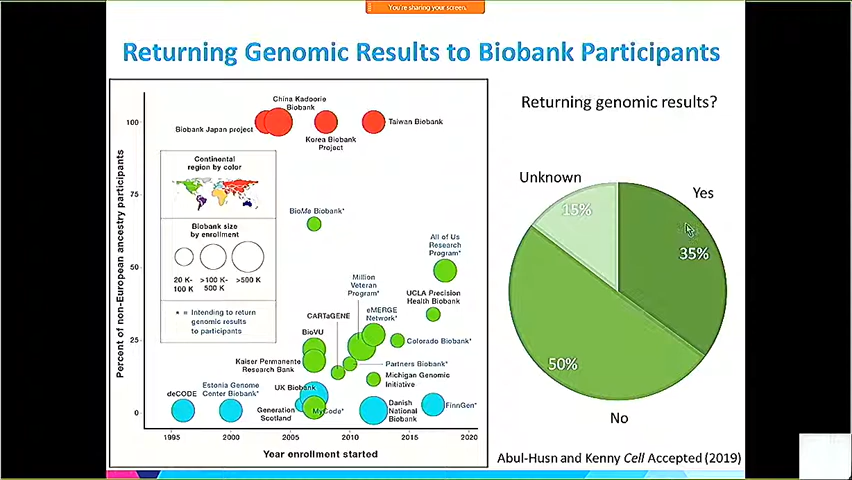 You're sharing your screen.
Returning Genomic Results to Biobank Participants
Percent of non-European ancestry participants
100
75
50
25
0
China Kadoorie
Biobank
Biobank Japan project
Korea Biobank
Project
Taiwan Biobank
Continental
region by color
Biobank size
by enrollment
20 K-
100 K
>100 K-
500 K
>500 K
* = Intending to return
genomic results
to participants
BioMe Biobank*
All of Us
Research
Program*
Million
Veteran
Program*
UCLA Precision
Health Biobank
eMERGE
Network*
CARTaGENE
BioVU
Colorado Biobank*
Kaiser Permanente
Research Bank
Partners Biobank*
Michigan Genomic
Initiative
deCODE
Estonia Genome
Center Biobank*
UK Biobank
Generation
Scotland
MyCode*
Danish
National
Biobank
FinnGen*
1995
2000
2005
2010
2015
2020
Year enrollment started
Returning genomic results?
Unknown
15%
Yes
35%
50%
No
Abul-Husn and Kenny Cell Accepted (2019)